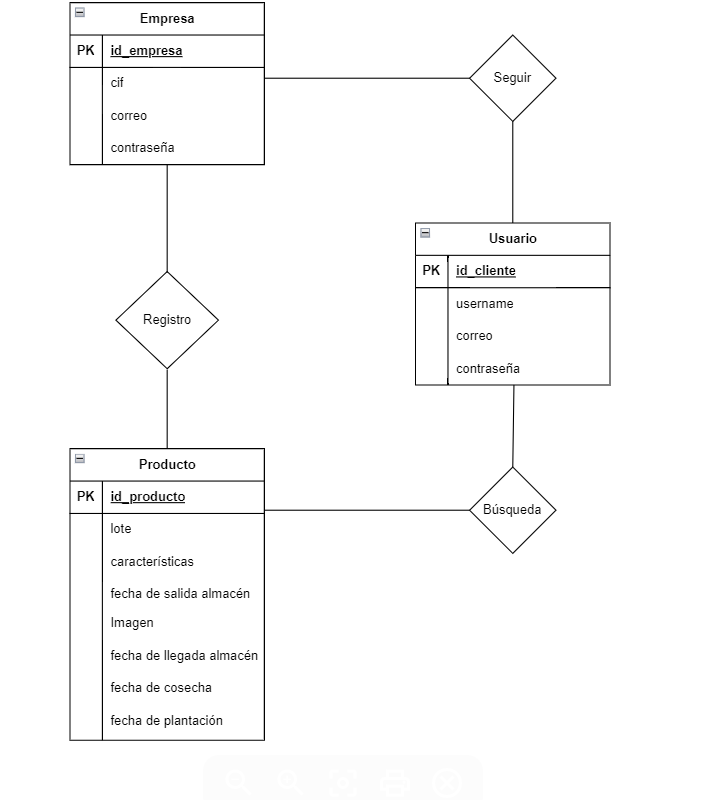 Empresa
PK id_empresa
cif
correo
contraseña
Seguir
Usuario
PK id_cliente
username
correo
contraseña
Registro
Producto
PK id_producto
lote
características
fecha de salida almacén
Imagen
fecha de llegada almacén
fecha de cosecha
fecha de plantación
Búsqueda